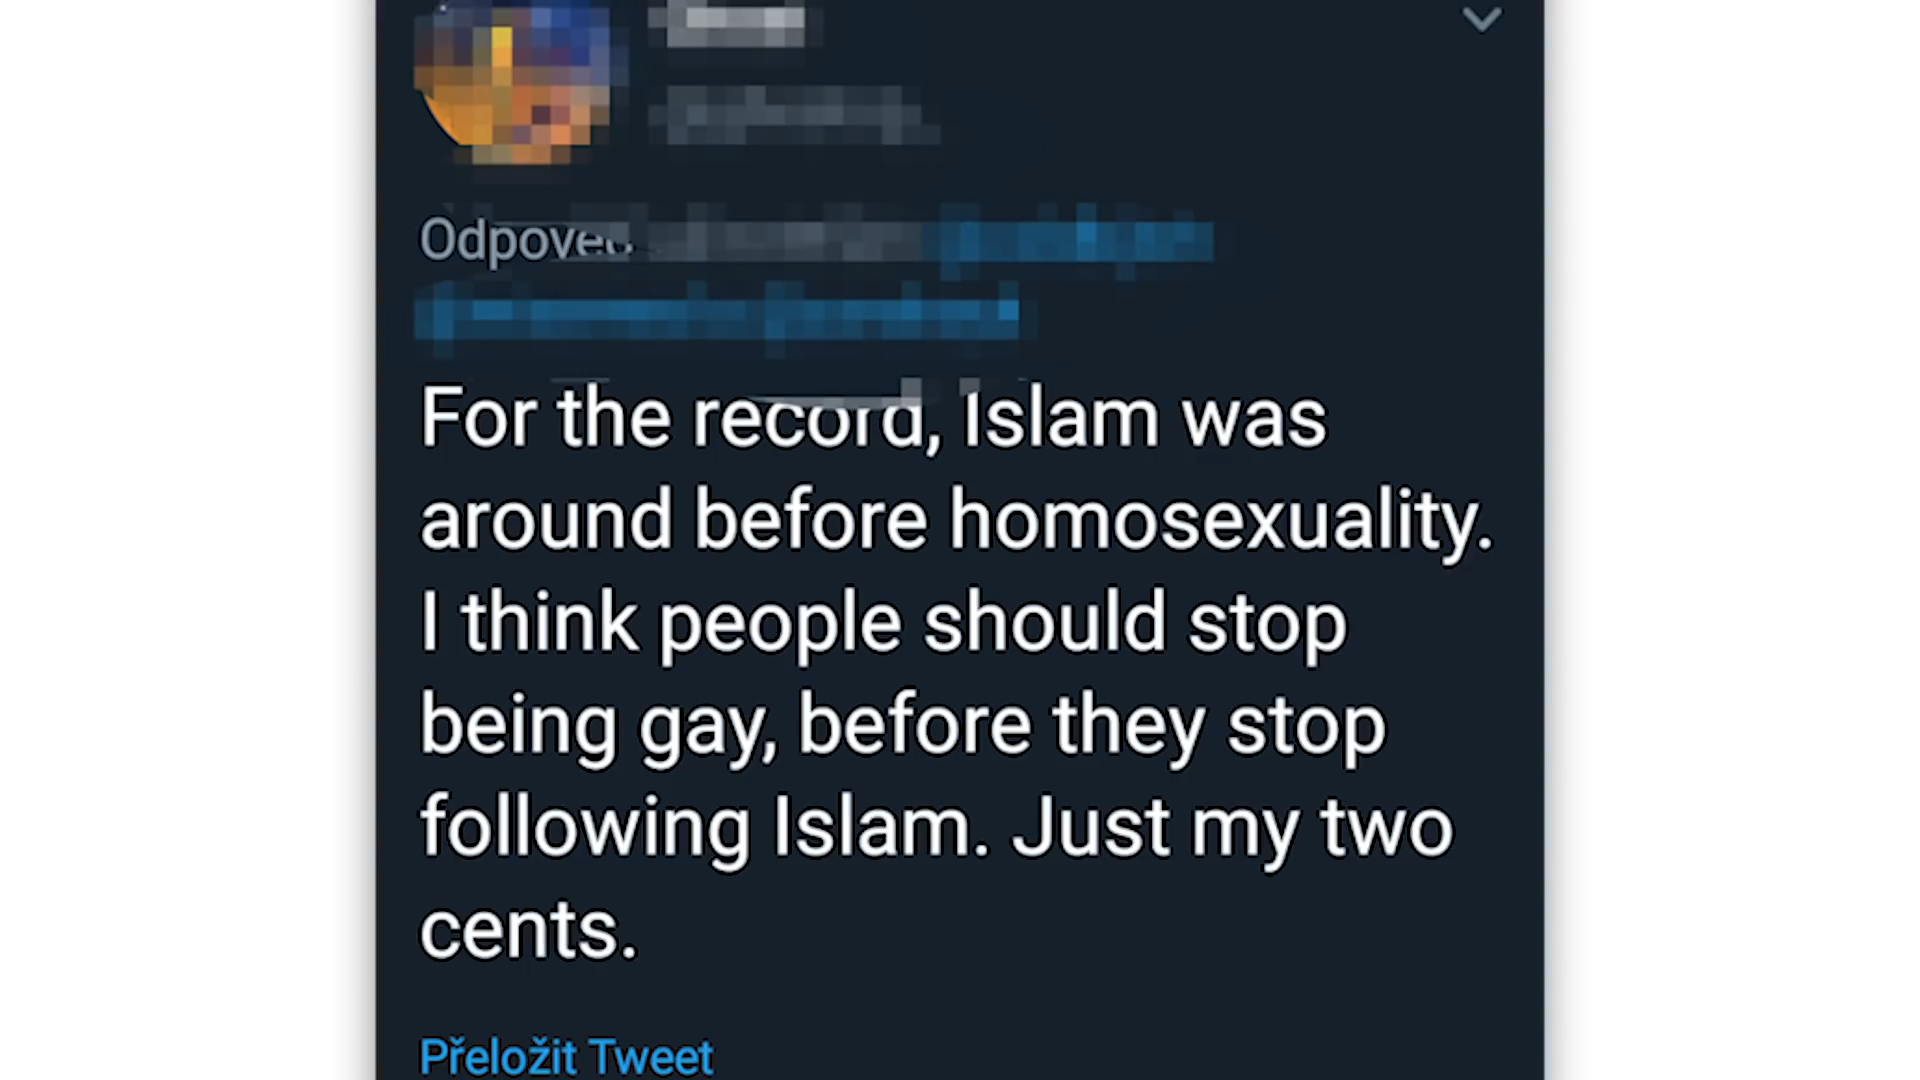 For the record, Islam was
around before homosexuality.
I think people should stop
being gay, before they stop
following Islam. Just my two
cents.
Přeložit Tweet